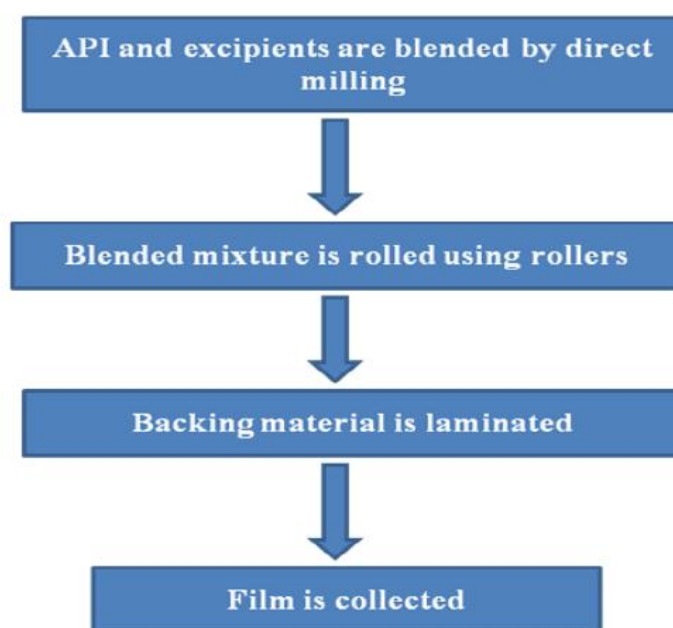 API and excipients are blended by direct
milling
Blended mixture is rolled using rollers
Backing material is laminated
Film is collected